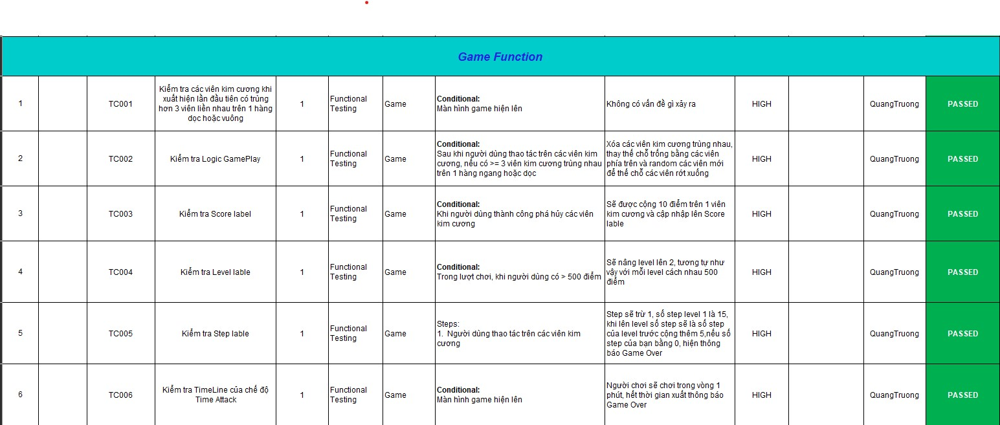 Game Function
1
TC001
Kiểm tra các viên kim cương khi
xuất hiện lần đầu tiên có trùng
hơn 3 viên liền nhau trên 1 hàng
dọc hoặc vuông
1
Functional
Testing
Game
Conditional:
Màn hình game hiện lên
Không có vấn đề gì xảy ra
HIGH
QuangTruong
PASSED
2
TC002
Kiểm tra Logic GamePlay
1
Functional
Testing
Game
Conditional:
Sau khi người dùng thao tác trên các viên kim
cương, nếu có >= 3 viên kim cương trùng nhau
trên 1 hàng ngang hoặc dọc
Xóa các viên kim cương trùng nhau,
thay thế chỗ trống bằng các viên
phía trên và random các viên mới
để thế chỗ các viên rớt xuống
HIGH
QuangTruong
PASSED
3
TC003
Kiểm tra Score label
1
Functional
Testing
Game
Conditional:
Khi người dùng thành công phá hủy các viên
kim cương
Sẽ được cộng 10 điểm trên 1 viên
kim cương và cập nhập lên Score
lable
HIGH
QuangTruong
PASSED
4
TC004
Kiểm tra Level lable
1
Functional
Testing
Game
Conditional:
Trong lượt chơi, khi người dùng có > 500 điểm
Sẽ nâng level lên 2, tương tự như
vậy với mỗi level cách nhau 500
điểm
HIGH
QuangTruong
PASSED
5
TC005
Kiểm tra Step lable
1
Functional
Testing
Game
Steps:
1. Người dùng thao tác trên các viên kim
cương
Step sẽ trừ 1, số step level 1 là 15,
khi lên level số step sẽ là số step
của level trước cộng thêm 5,nếu số
step của bạn bằng 0, hiện thông
báo Game Over
HIGH
QuangTruong
PASSED
6
TC006
Kiểm tra TimeLine của chế độ
Time Attack
1
Functional
Testing
Game
Conditional:
Màn hình game hiện lên
Người chơi sẽ chơi trong vòng 1
phút, hết thời gian xuất thông báo
Game Over
HIGH
QuangTruong
PASSED